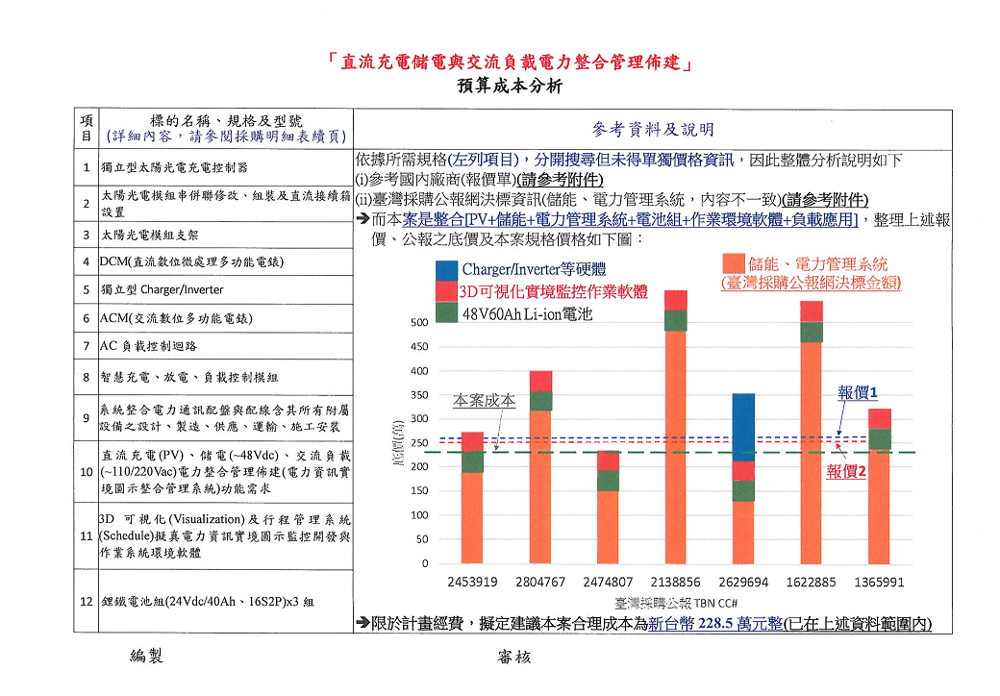 「直流充電儲電與交流負載電力整合管理佈建」
預算成本分析
項目
標的名稱、規格及型號
(詳細內容，請參閱採購明細表續頁)
參考資料及說明
1 獨立型太陽光電充電控制器
2 太陽光電模組串併聯修改、組裝及直流接續箱
設置
3 太陽光電模組支架
4 DCM(直流數位微處理多功能電錶)
5 獨立型 Charger/Inverter
6 ACM(交流數位多功能電錶)
7 AC 負載控制迴路
8 智慧充電、放電、負載控制模組
9 系統整合電力通訊配盤與配線含其所有附屬
設備之設計、製造、供應、運輸、施工安裝
10 直流充電(PV)、儲電(~48Vdc)、交流負載
(~110/220Vac)電力整合管理佈建(電力資訊實
境圖示整合管理系統)功能需求
11 3D 可視化(Visualization)及行程管理系統
(Schedule)擬真電力資訊實境圖示監控開發與
作業系統環境軟體
12 鋰鐵電池組(24Vdc/40Ah、16S2P)x3 組
依據所需規格(左列項目)，分開搜尋但未得單獨價格資訊，因此整體分析說明如下
(i)參考國內廠商(報價單)(請參考附件)
(ii)臺灣採購公報網決標資訊(儲能、電力管理系統，內容不一致)(請參考附件)
➔而本案是整合[PV+儲能+電力管理系統+電池組+作業環境軟體+負載應用]，整理上述報
價、公報之底價及本案規格價格如下圖：
Charger/Inverter等硬體
3D可視化實境監控作業軟體
48V60Ah Li-ion電池
儲能、電力管理系統
(臺灣採購公報網決標金額)
底價(萬)
500
450
400
350
300
250
200
150
100
50
0
本案成本
報價1
報價2
2453919 2804767 2474807 2138856 2629694 1622885 1365991
臺灣採購公報 TBN CC#
➔限於計畫經費，擬定建議本案合理成本為新台幣 228.5 萬元整(已在上述資料範圍內)
編製 審核